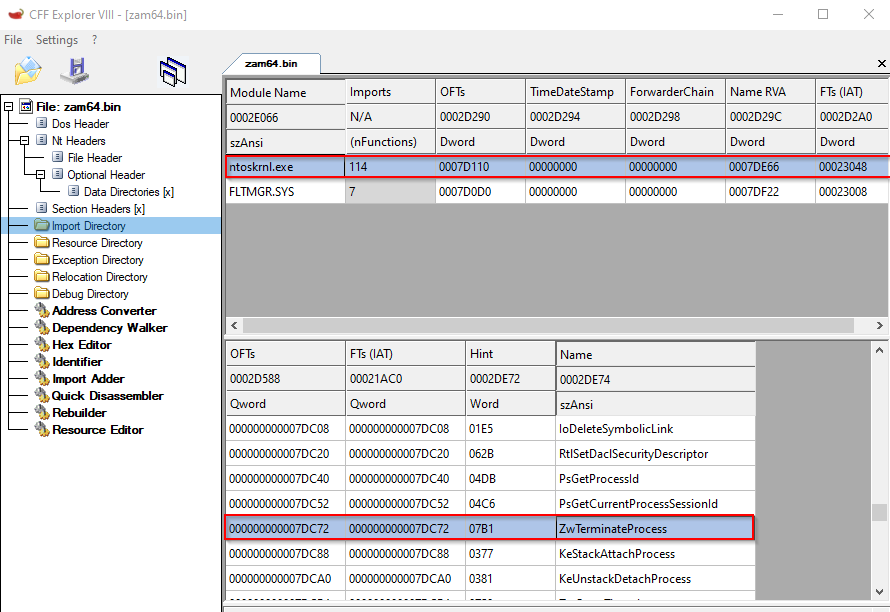 CFF Explorer VIII - [zam64.bin]
File Settings ?
zam64.bin
File: zam64.bin
Dos Header
Nt Headers
File Header
Optional Header
Data Directories [x]
Section Headers [x]
Import Directory
Resource Directory
Exception Directory
Relocation Directory
Debug Directory
Address Converter
Dependency Walker
Hex Editor
Identifier
Import Adder
Quick Disassembler
Rebuilder
Resource Editor
Module Name Imports OFTs TimeDateStamp ForwarderChain Name RVA FTs (IAT)
0002E066 N/A 0002D290 0002D294 0002D298 0002D29C 0002D2A0
szAnsi (nFunctions) Dword Dword Dword Dword Dword
ntoskrnl.exe 114 0007D110 00000000 00000000 0007DE66 00023048
FLTMGR.SYS 7 0007D0D0 00000000 00000000 0007DF22 00023008
OFTs FTs (IAT) Hint Name
0002D588 00021AC0 0002DE72 0002DE74
Qword Qword Word szAnsi
000000000007DC08 000000000007DC08 01E5 IoDeleteSymbolicLink
000000000007DC20 000000000007DC20 062B RtlSetDaclSecurityDescriptor
000000000007DC40 000000000007DC40 04DB PsGetProcessId
000000000007DC52 000000000007DC52 04C6 PsGetCurrentProcessSessionId
000000000007DC72 000000000007DC72 07B1 ZwTerminateProcess
000000000007DC88 000000000007DC88 0377 KeStackAttachProcess
000000000007DCA0 000000000007DCA0 0381 KeUnstackDetachProcess